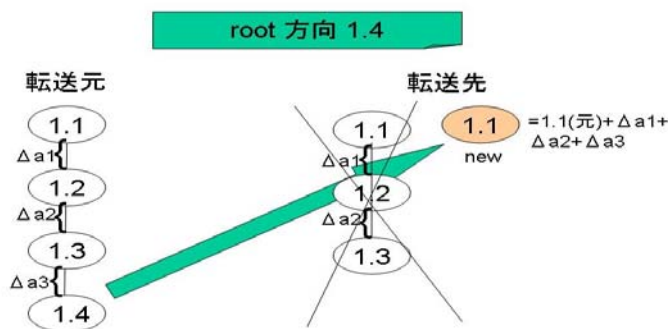 root 方向 1.4
転送元
1.1
Δa1
1.2
Δa2
1.3
Δa3
1.4
転送先
1.1
Δa1
1.2
Δa2
1.3
1.1
new
=1.1(元)+Δa1+
Δa2+Δa3